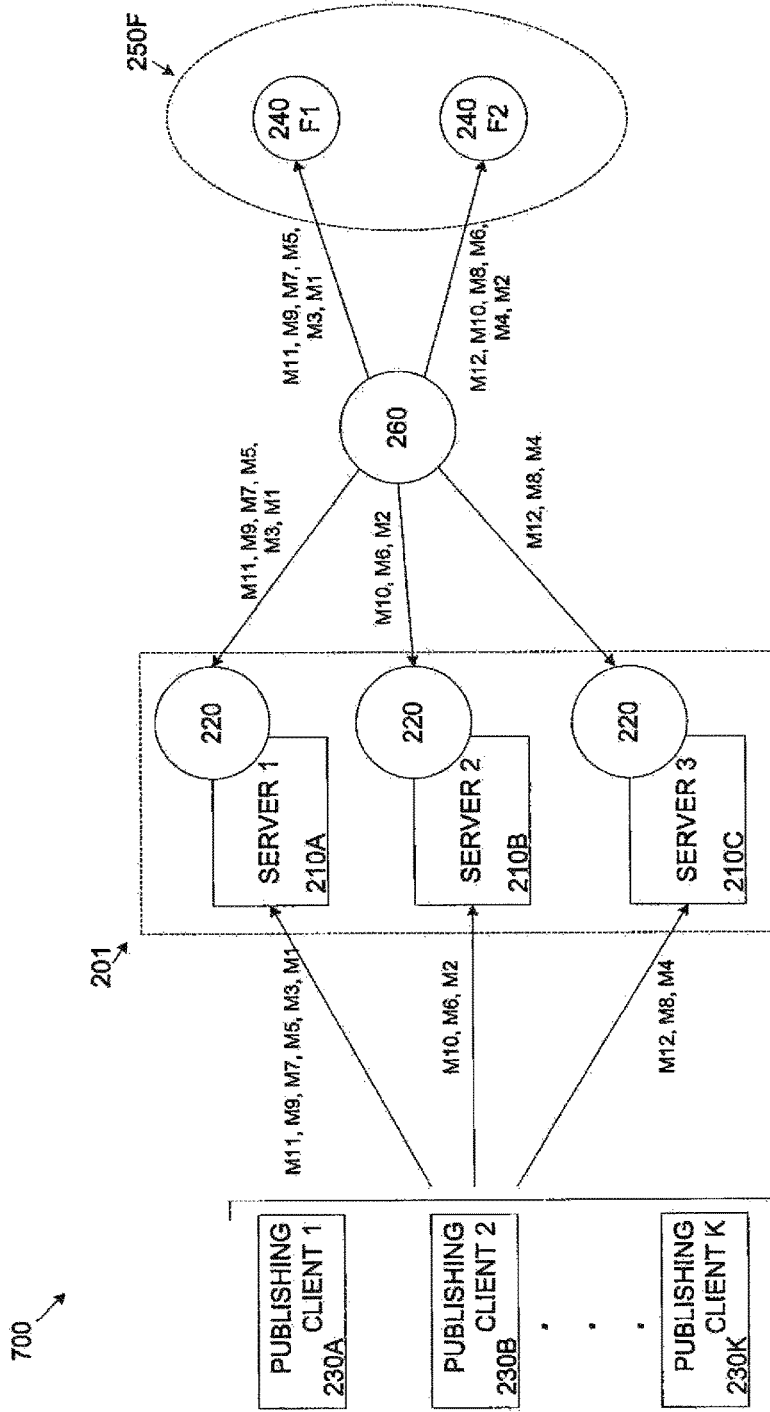 700
PUBLISHING
CLIENT 1
230A
PUBLISHING
CLIENT 2
230B
. . .
PUBLISHING
CLIENT K
230K
M11, M9, M7, M5, M3, M1
M10, M6, M2
M12, M8, M4
201
SERVER 1
210A
220
SERVER 2
210B
220
SERVER 3
210C
220
M11, M9, M7, M5,
M3, M1
M10, M6, M2
M12, M8, M4
260
M11, M9, M7, M5,
M3, M1
M12, M10, M8, M6,
M4, M2
250F
240
F1
240
F2